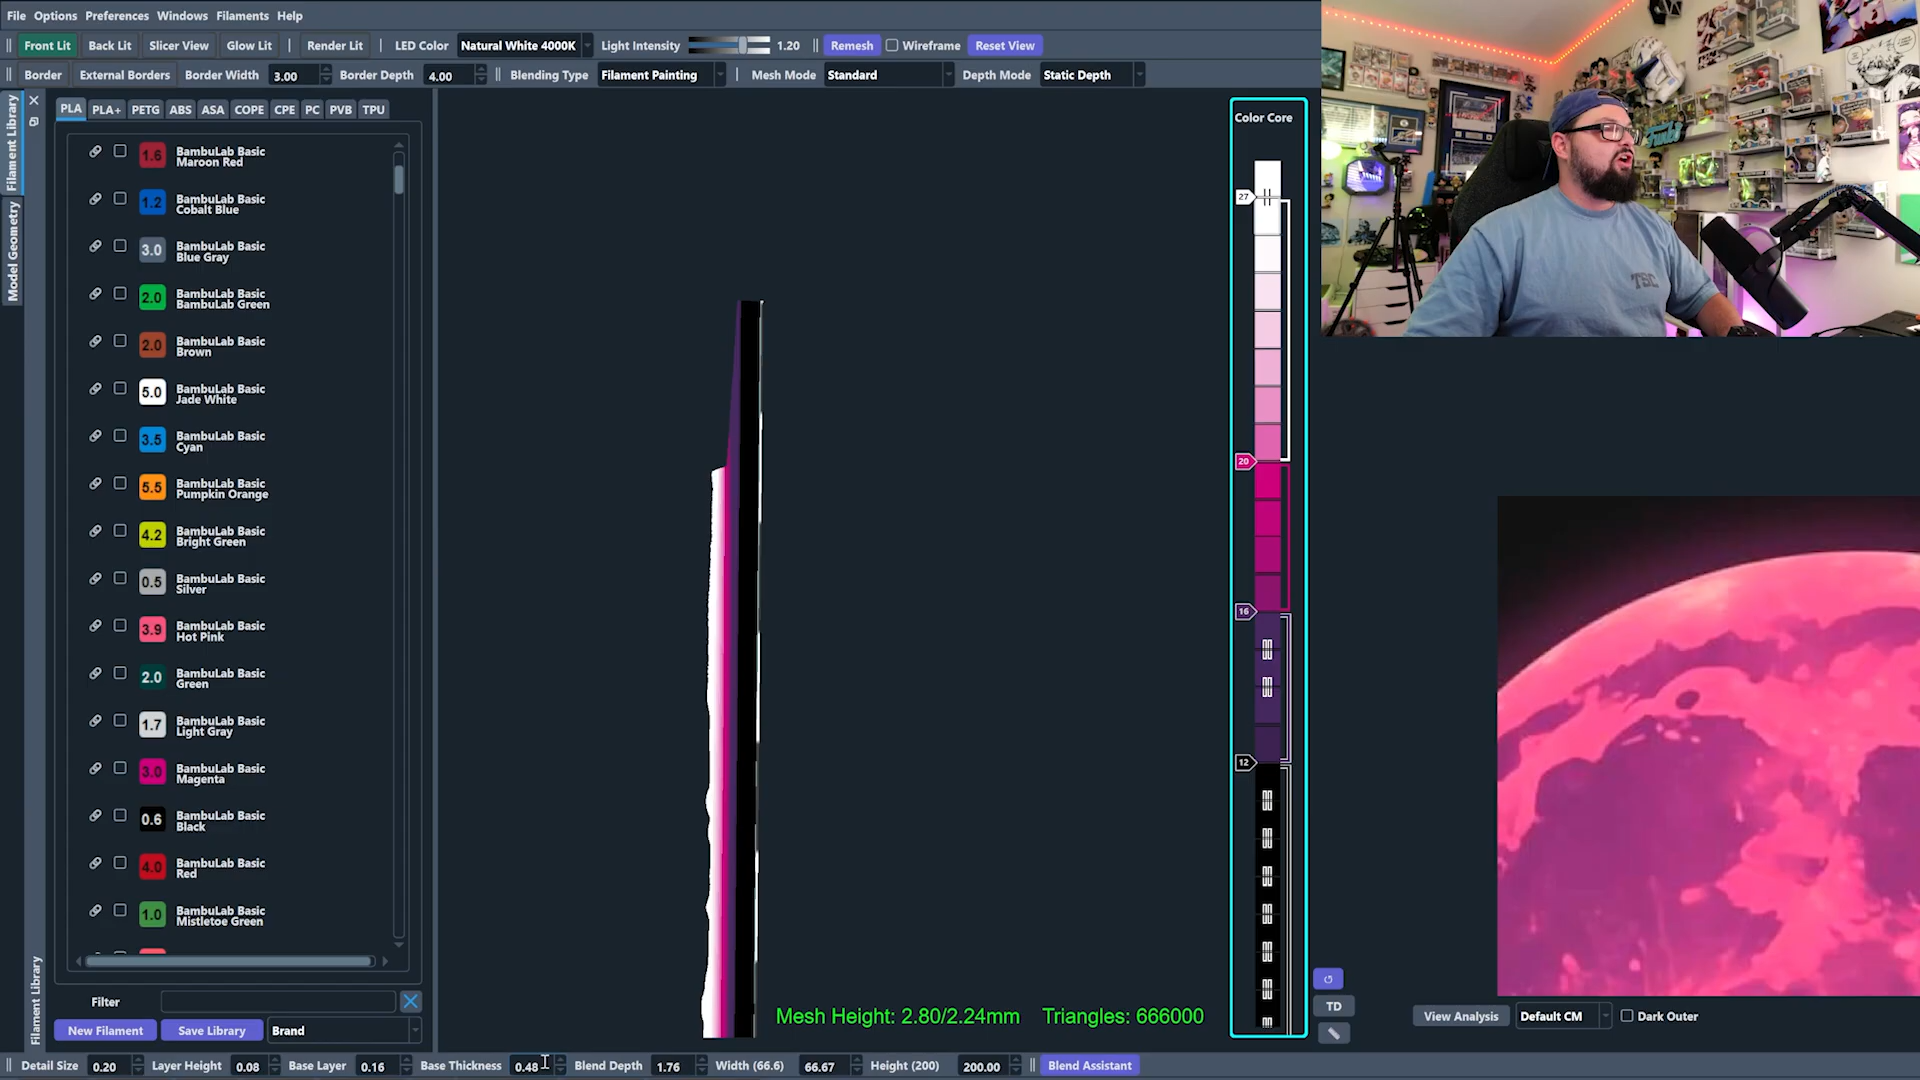 File Options Preferences Windows Filaments Help
Front Lit Back Lit Slicer View Glow Lit Render Lit LED Color Natural White 4000K Light Intensity 1.20 Remesh Wireframe Reset View
Border External Borders Border Width 3.00 Border Depth 4.00 Blending Type Filament Painting Mesh Mode Standard Depth Mode Static Depth
Filament Library
Model Geometry
PLA PLA+ PETG ABS ASA COPE CPE PC PVB TPU
1.6 BambuLab Basic
Maroon Red
1.2 BambuLab Basic
Cobalt Blue
3.0 BambuLab Basic
Blue Gray
2.0 BambuLab Basic
BambuLab Green
2.0 BambuLab Basic
Brown
5.0 BambuLab Basic
Jade White
3.5 BambuLab Basic
Cyan
5.5 BambuLab Basic
Pumpkin Orange
4.2 BambuLab Basic
Bright Green
0.5 BambuLab Basic
Silver
3.9 BambuLab Basic
Hot Pink
2.0 BambuLab Basic
Green
1.7 BambuLab Basic
Light Gray
3.0 BambuLab Basic
Magenta
0.6 BambuLab Basic
Black
4.0 BambuLab Basic
Red
1.0 BambuLab Basic
Mistletoe Green
Filter
New Filament Save Library Brand
Filament Library
Color Core
27
20
16
12
Mesh Height: 2.80/2.24mm Triangles: 666000
TD
View Analysis Default CM Dark Outer
Detail Size 0.20 Layer Height 0.08 Base Layer 0.16 Base Thickness 0.48 Blend Depth 1.76 Width (66.6) 66.67 Height (200) 200.00 Blend Assistant